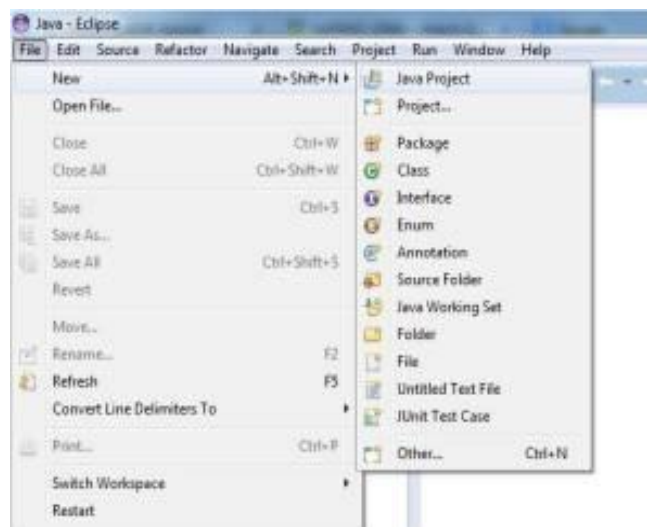 Java - Eclipse
File Edit Source Refactor Navigate Search Project Run Window Help
New Alt+Shift+N
Open File...
Close Ctrl+W
Close All Ctrl+Shift+W
Save Ctrl+S
Save As...
Save All Ctrl+Shift+S
Revert
Move...
Rename... F2
Refresh F5
Convert Line Delimiters To
Print... Ctrl+P
Switch Workspace
Restart
Java Project
Project...
Package
Class
Interface
Enum
Annotation
Source Folder
Java Working Set
Folder
File
Untitled Text File
JUnit Test Case
Other... Ctrl+N